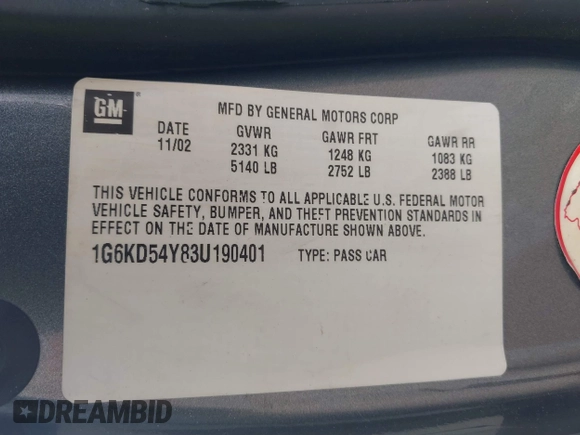 GM
MFD BY GENERAL MOTORS CORP
DATE GVWR GAWR FRT GAWR RR
11/02 2331 KG 1248 KG 1083 KG
5140 LB 2752 LB 2388 LB
THIS VEHICLE CONFORMS TO ALL APPLICABLE U.S. FEDERAL MOTOR
VEHICLE SAFETY, BUMPER, AND THEFT PREVENTION STANDARDS IN
EFFECT ON THE DATE OF MANUFACTURE SHOWN ABOVE.
1G6KD54Y83U190401 TYPE: PASS CAR
DREAMBID